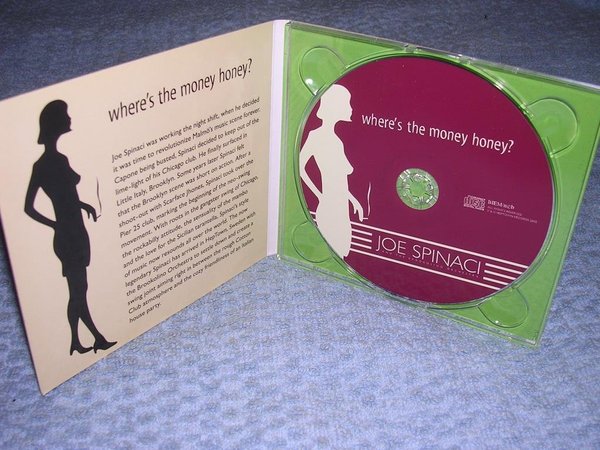 where's the money honey?
Joe Spinaci was working the night shift, when he decided
it was time to revolutionize Malmö's music scene forever.
Capone being busted, Spinaci decided to keep out of the
lime-light of his Chicago club. He finally surfaced in
Little Italy, Brooklyn. Some years later Spinaci felt
that the Brooklyn scene was short on action. After a
shoot-out with Scarface Jhones, Spinaci took over the
Pier 25 club, marking the beginning of the neo-swing
movement. With roots in the gangster swing of Chicago,
the rockabilly attitude, the sensuality of the mambo
and the love for the Sicilian caramella, Spinaci's style
of music now resounds all over the world. The now
legendary Spinaci has arrived in HepTown, Sweden with
the Brookolino Orchestra to settle down and create a
swing joint aiming right in between the rough Cotton
Club atmosphere and the cozy friendliness of an Italian
house party.
where's the money honey?
JOE SPINACI